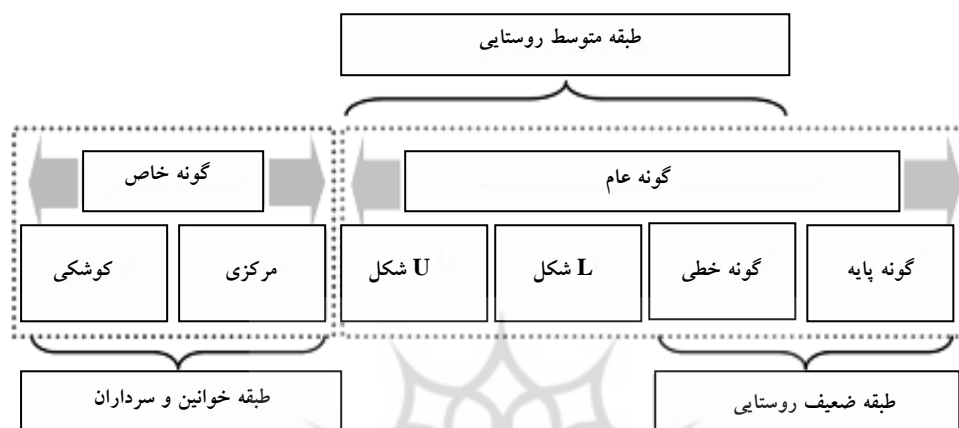 طبقه متوسط روستایی
گونه عام
گونه خاص
گونه پایه
گونه خطی
L شکل
U شکل
مرکزی
کوشکی
طبقه ضعیف روستایی
طبقه خوانین و سرداران